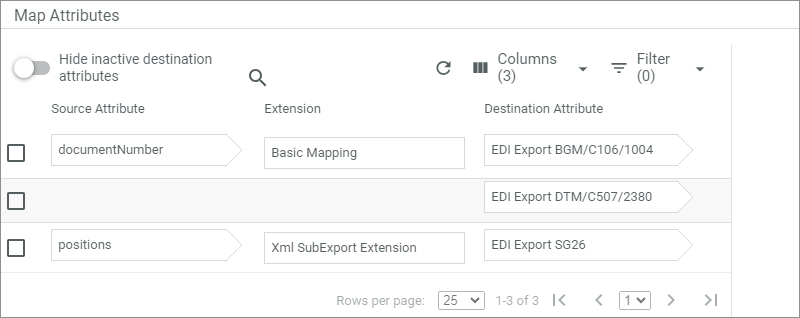 Map Attributes
Hide inactive destination
attributes
Columns
(3)
Filter
(0)
Source Attribute Extension Destination Attribute
documentNumber Basic Mapping EDI Export BGM/C106/1004
EDI Export DTM/C507/2380
positions Xml SubExport Extension EDI Export SG26
Rows per page: 25 1-3 of 3 1